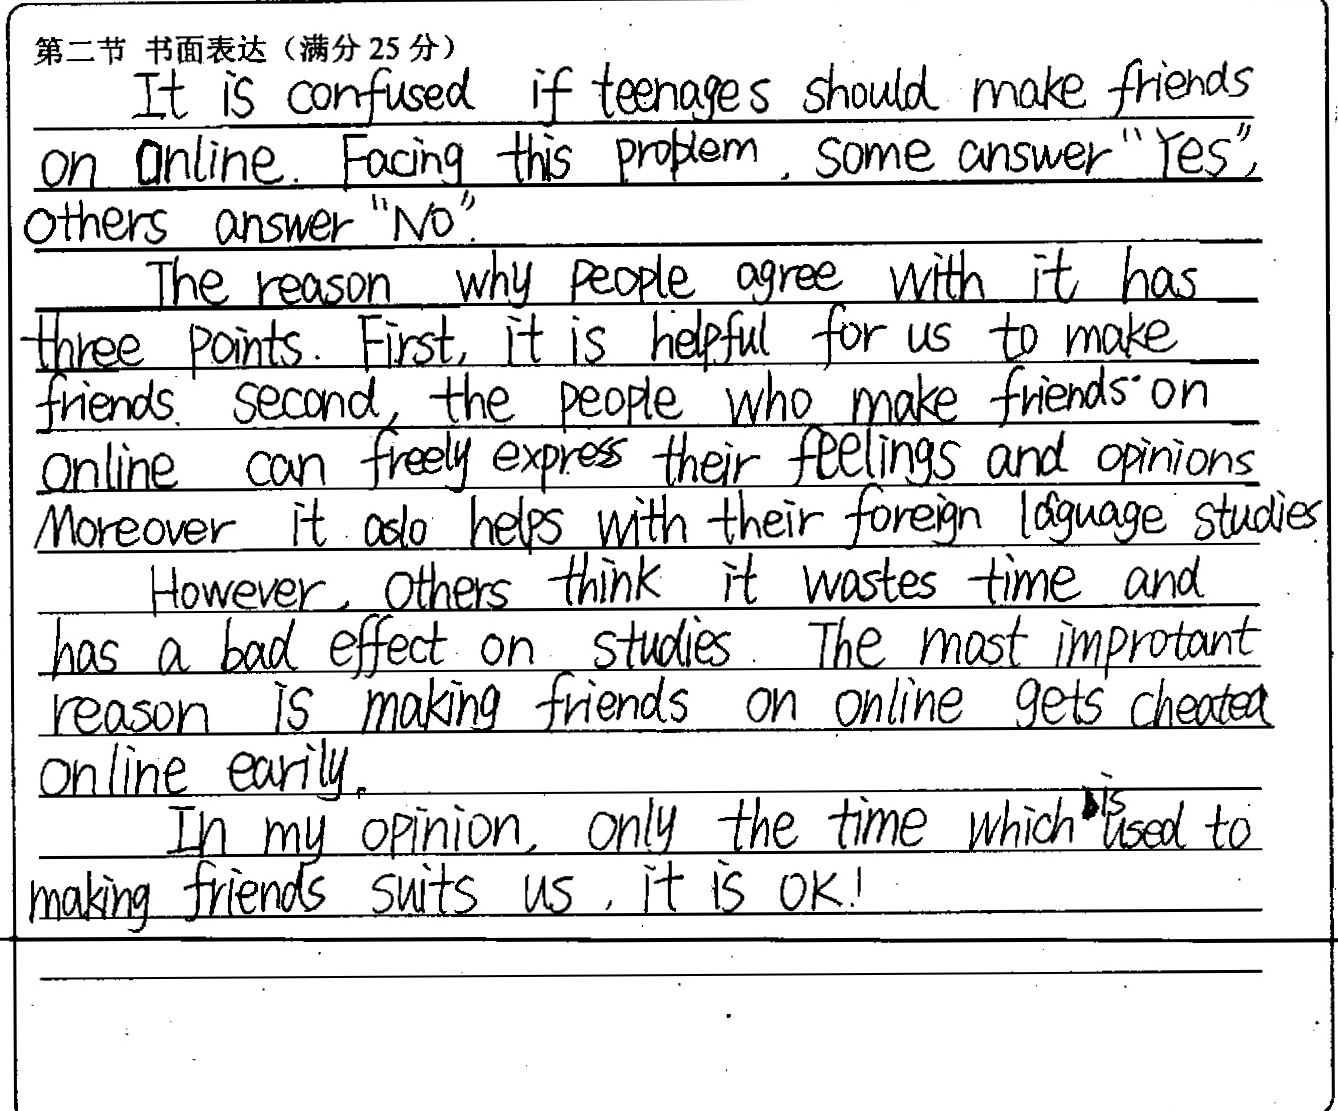 第二节 书面表达（满分 25 分）
It is confused if teenages should make friends
on online. Facing this problem, some answer "Yes",
others answer "No".
The reason why people agree with it has
three points. First, it is helpful for us to make
friends. second, the people who make friends on
online can freely express their feelings and opinions
Moreover it aslo helps with their foreign laguage studies.
However, others think it wastes time and
has a bad effect on studies. The most improtant
reason is making friends on online gets cheated
online earily.
In my opinion, only the time which is used to
making friends suits us, it is OK!